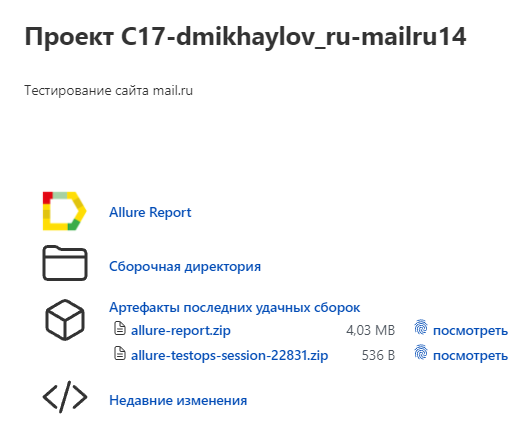 Проект C17-dmikhaylov_ru-mailru14
Тестирование сайта mail.ru
Allure Report
Сборочная директория
Артефакты последних удачных сборок
allure-report.zip 4,03 MB посмотреть
allure-testops-session-22831.zip 536 B посмотреть
Недавние изменения